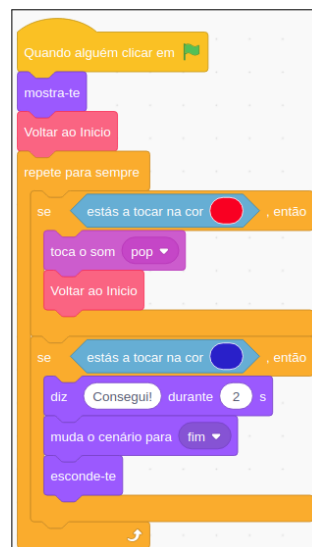 Quando alguém clicar em
mostra-te
Voltar ao Inicio
repete para sempre
se estás a tocar na cor , então
toca o som pop
Voltar ao Inicio
se estás a tocar na cor , então
diz Consegui! durante 2 s
muda o cenário para fim
esconde-te